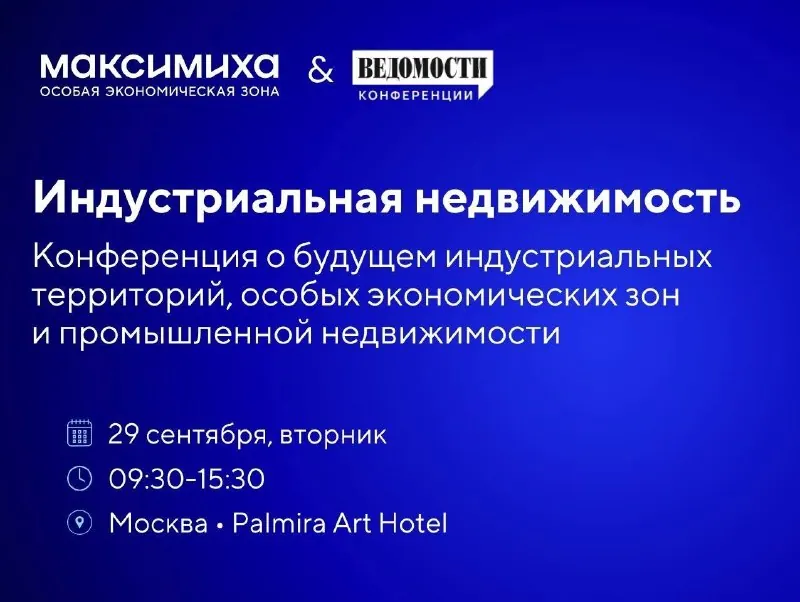 максимиха
ОСОБАЯ ЭКОНОМИЧЕСКАЯ ЗОНА
&
ВЕДОМОСТИ
КОНФЕРЕНЦИИ
Индустриальная недвижимость
Конференция о будущем индустриальных
территорий, особых экономических зон
и промышленной недвижимости
29 сентября, вторник
09:30-15:30
Москва • Palmira Art Hotel